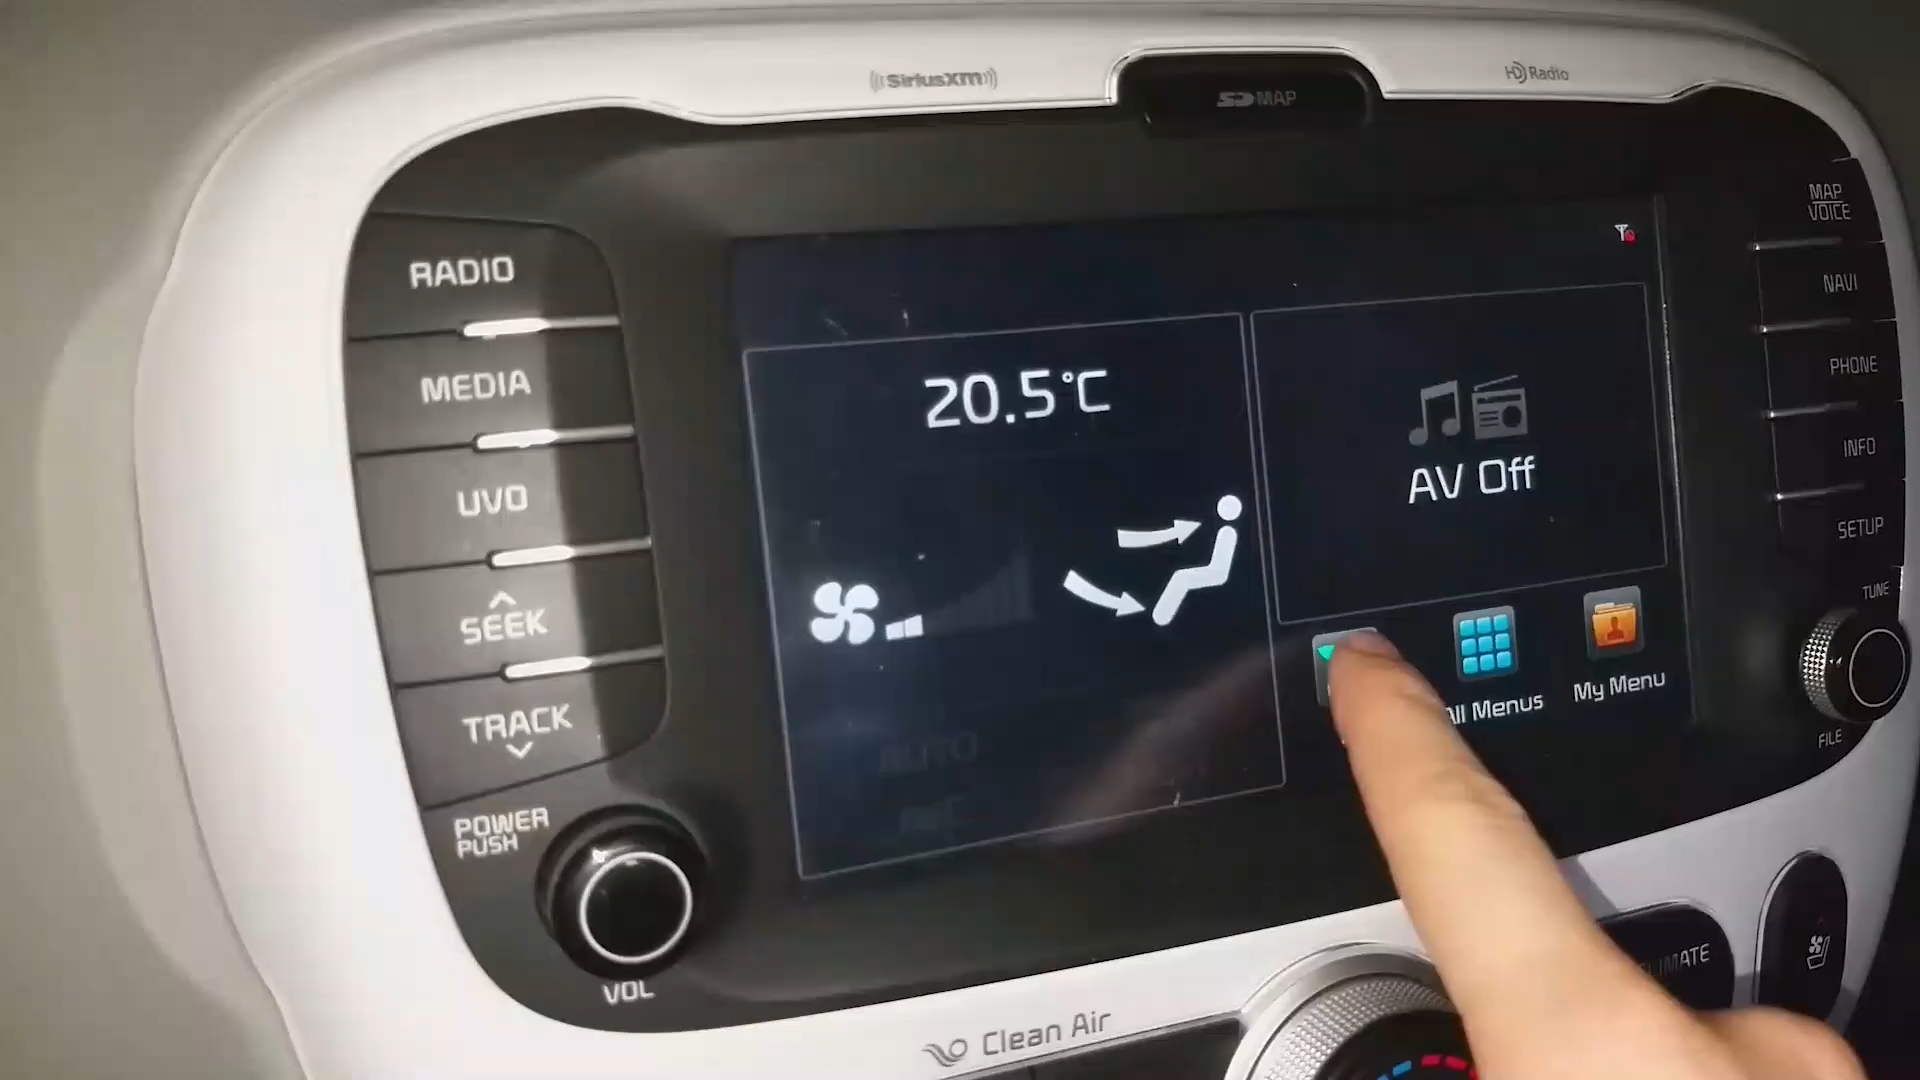 SiriusXM
SD MAP
HD Radio
RADIO
MEDIA
UVO
SEEK
TRACK
POWER
PUSH
VOL
20.5°C
AUTO
AV Off
All Menus
My Menu
MAP
VOICE
NAVI
PHONE
INFO
SETUP
TUNE
FILE
CLIMATE
Clean Air